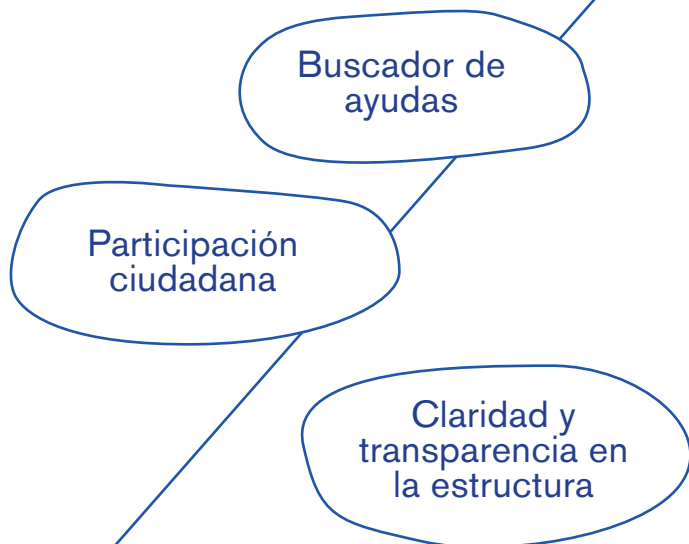 Buscador de
ayudas
Participación
ciudadana
Claridad y
transparencia en
la estructura